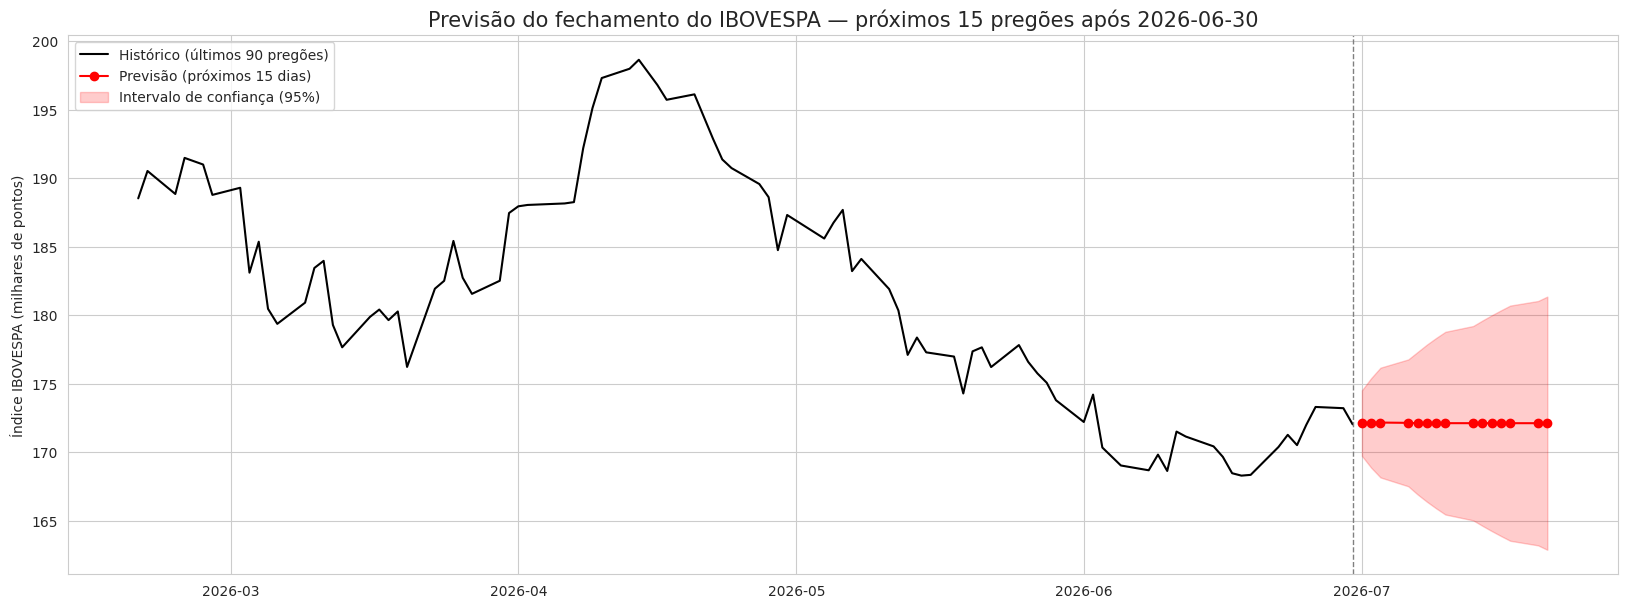 Previsão do fechamento do IBOVESPA — próximos 15 pregões após 2026-06-30
Histórico (últimos 90 pregões)
Previsão (próximos 15 dias)
Intervalo de confiança (95%)
Índice IBOVESPA (milhares de pontos)
200
195
190
185
180
175
170
165
2026-03
2026-04
2026-05
2026-06
2026-07